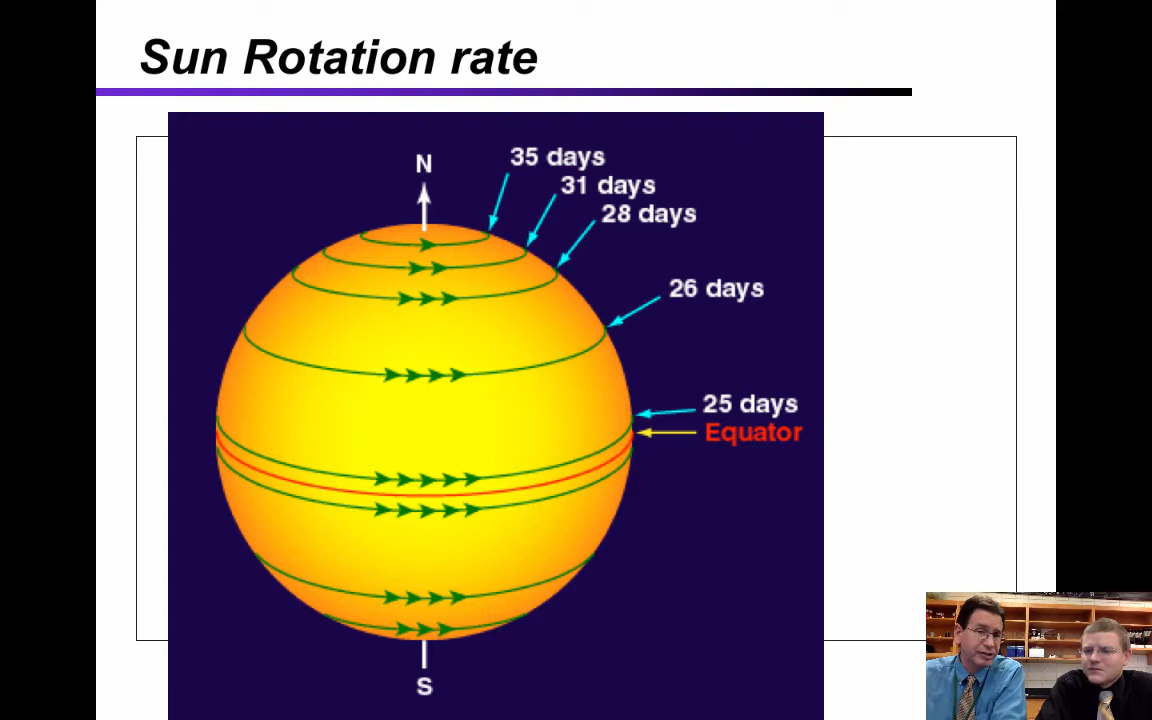 Sun Rotation rate
N
35 days
31 days
28 days
26 days
25 days
Equator
S